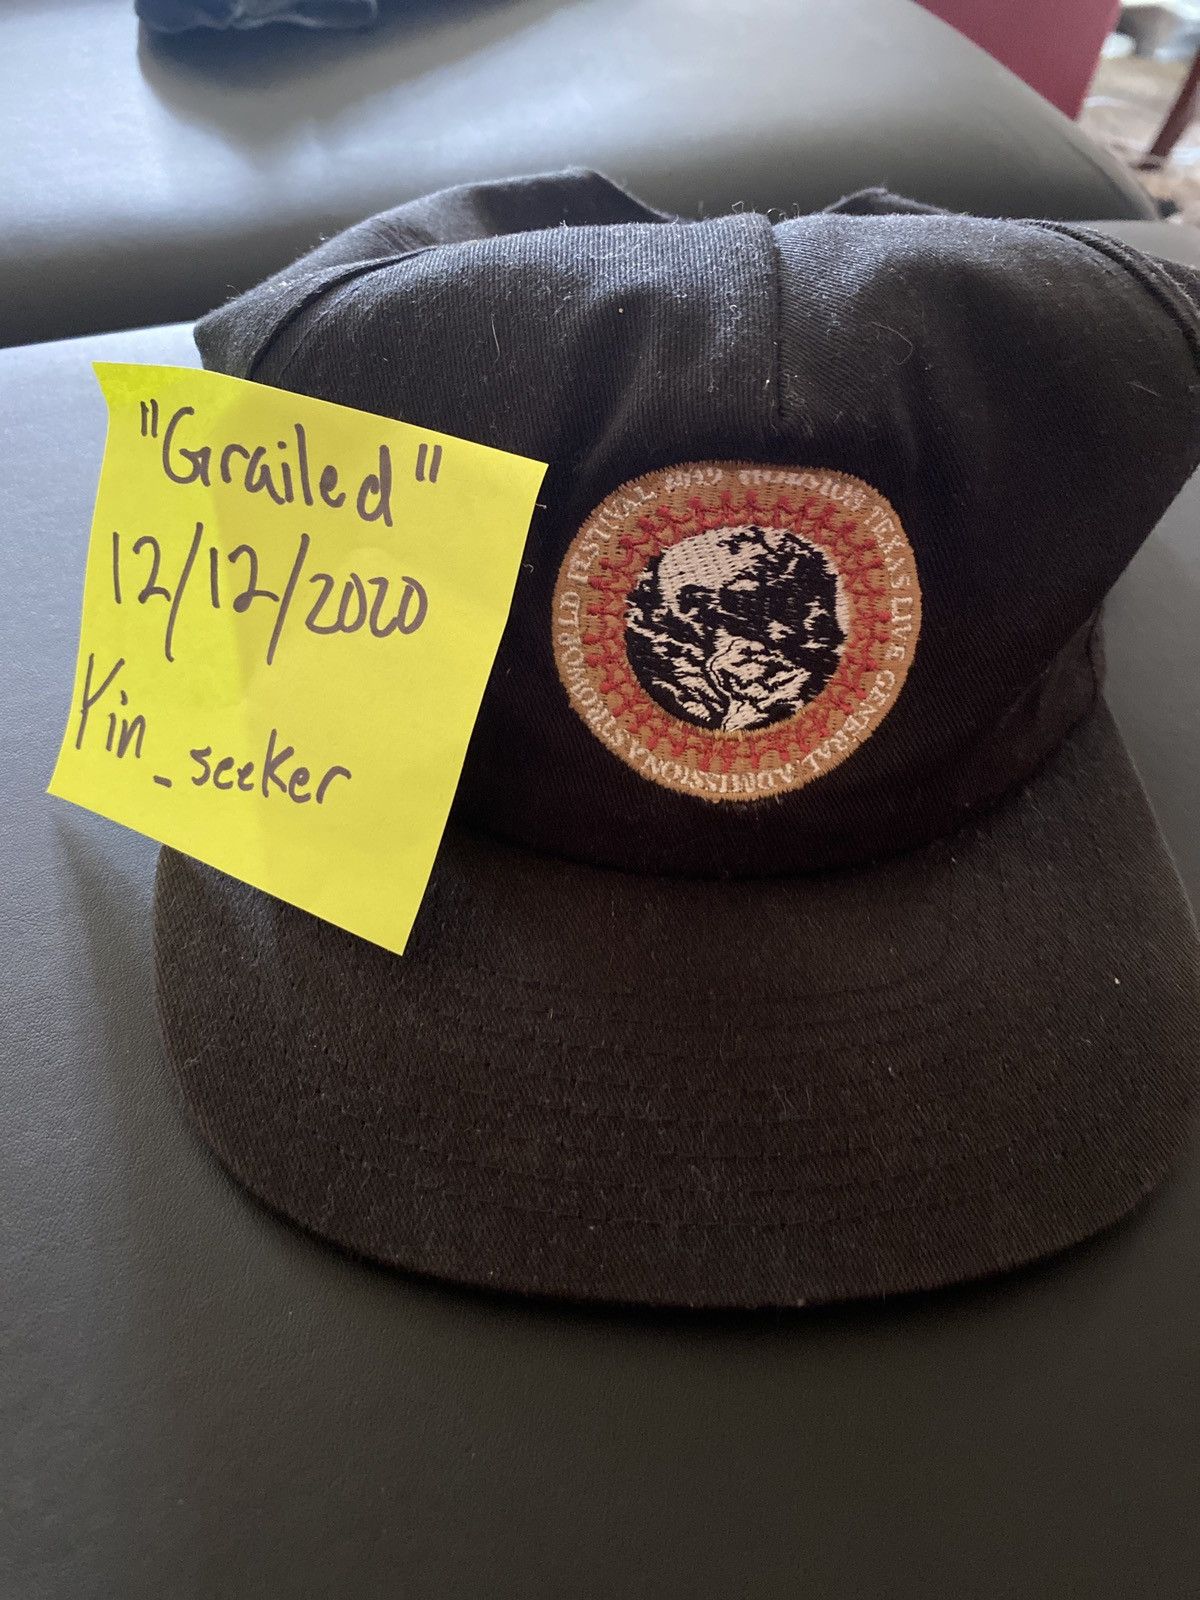 "Grailed"
12/12/2020
Yin_seeker
ASTROWORLD FESTIVAL 2019 HOUSTON TEXAS LIVE GENERAL ADMISSION